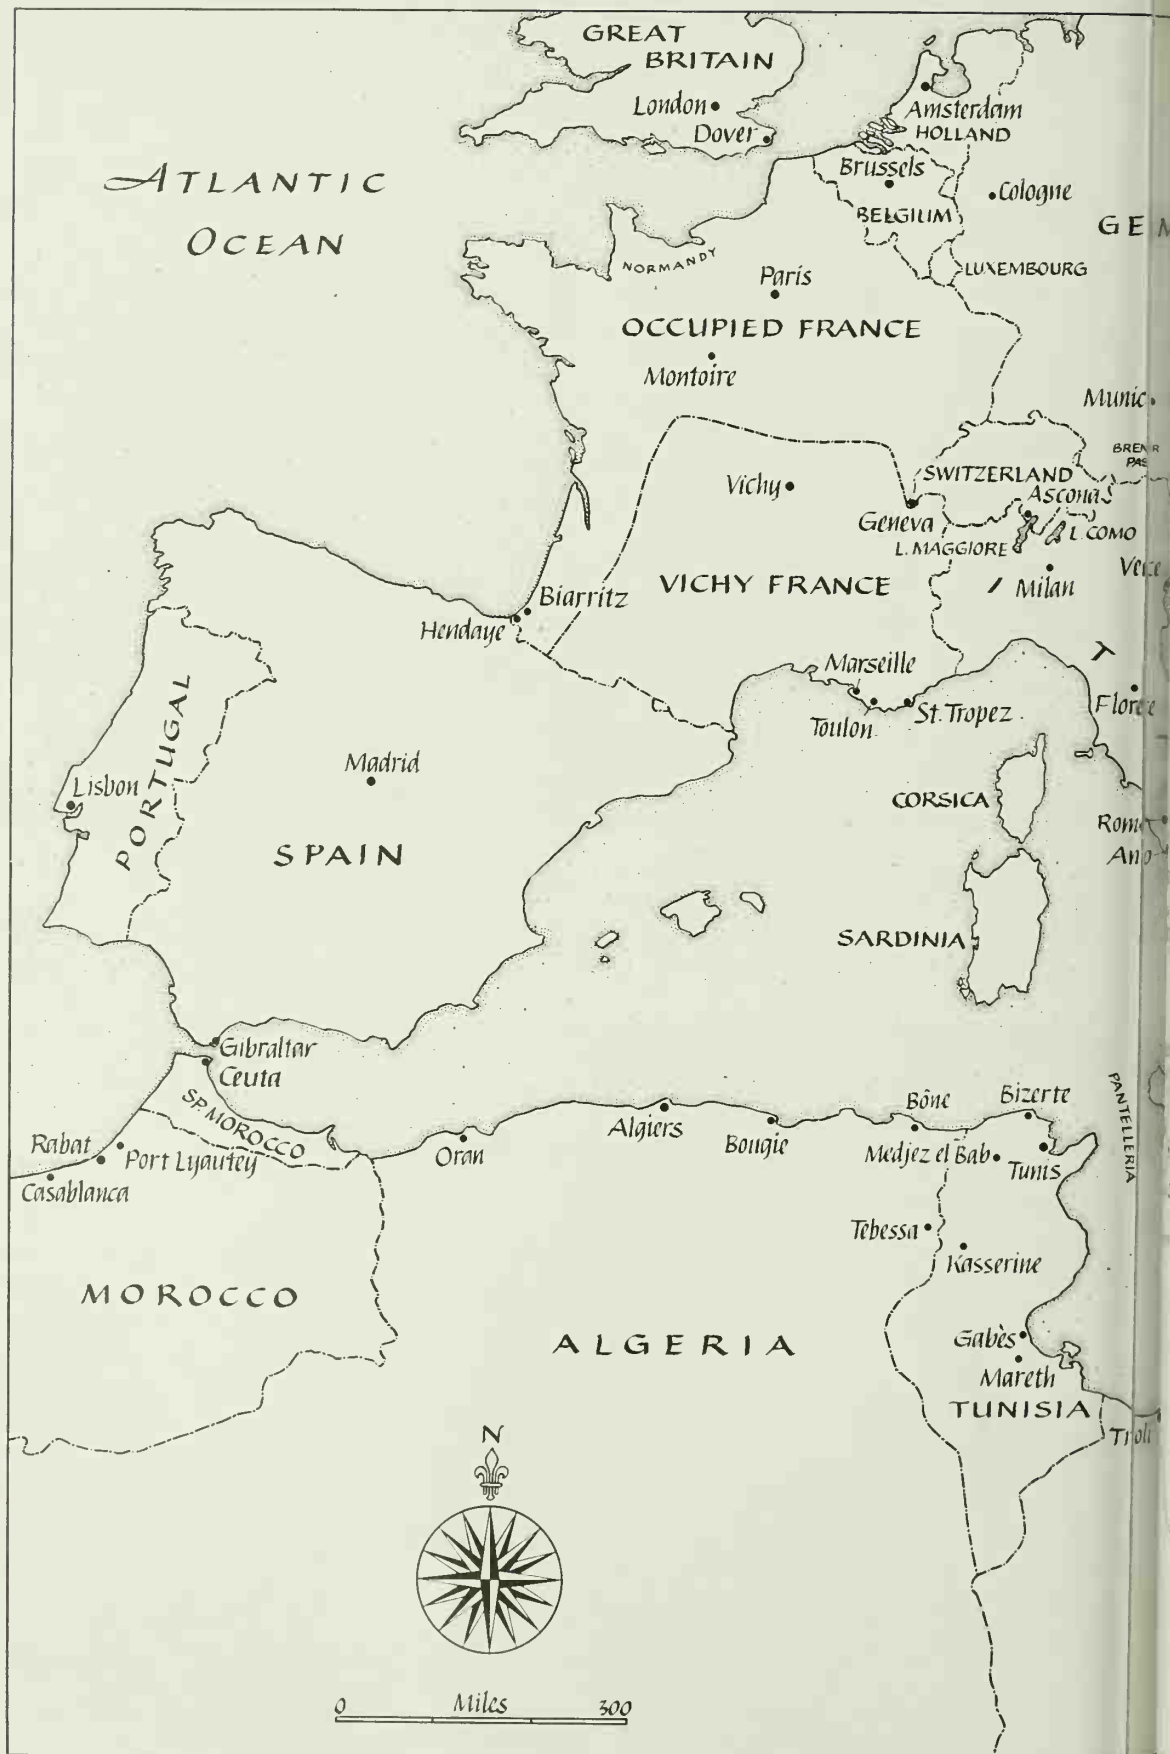 GREAT
BRITAIN
London
Dover
Amsterdam
HOLLAND
ATLANTIC
OCEAN
Brussels
Cologne
BELGIUM
NORMANDY
LUXEMBOURG
Paris
OCCUPIED FRANCE
Montoire
Munic
Vichy
SWITZERLAND
Ascona
Geneva
L. MAGGIORE
L. COMO
VICHY FRANCE
Milan
Biarritz
Hendaye
Marseille
Toulon
St. Tropez
PORTUGAL
Lisbon
Madrid
CORSICA
SPAIN
SARDINIA
Gibraltar
Ceuta
SP. MOROCCO
PANTELLERIA
Rabat
Port Lyautey
Casablanca
Oran
Algiers
Bougie
Bône
Bizerte
Medjez el Bab
Tunis
Tebessa
Kasserine
MOROCCO
ALGERIA
Gabès
Mareth
TUNISIA
N
0 Miles 300